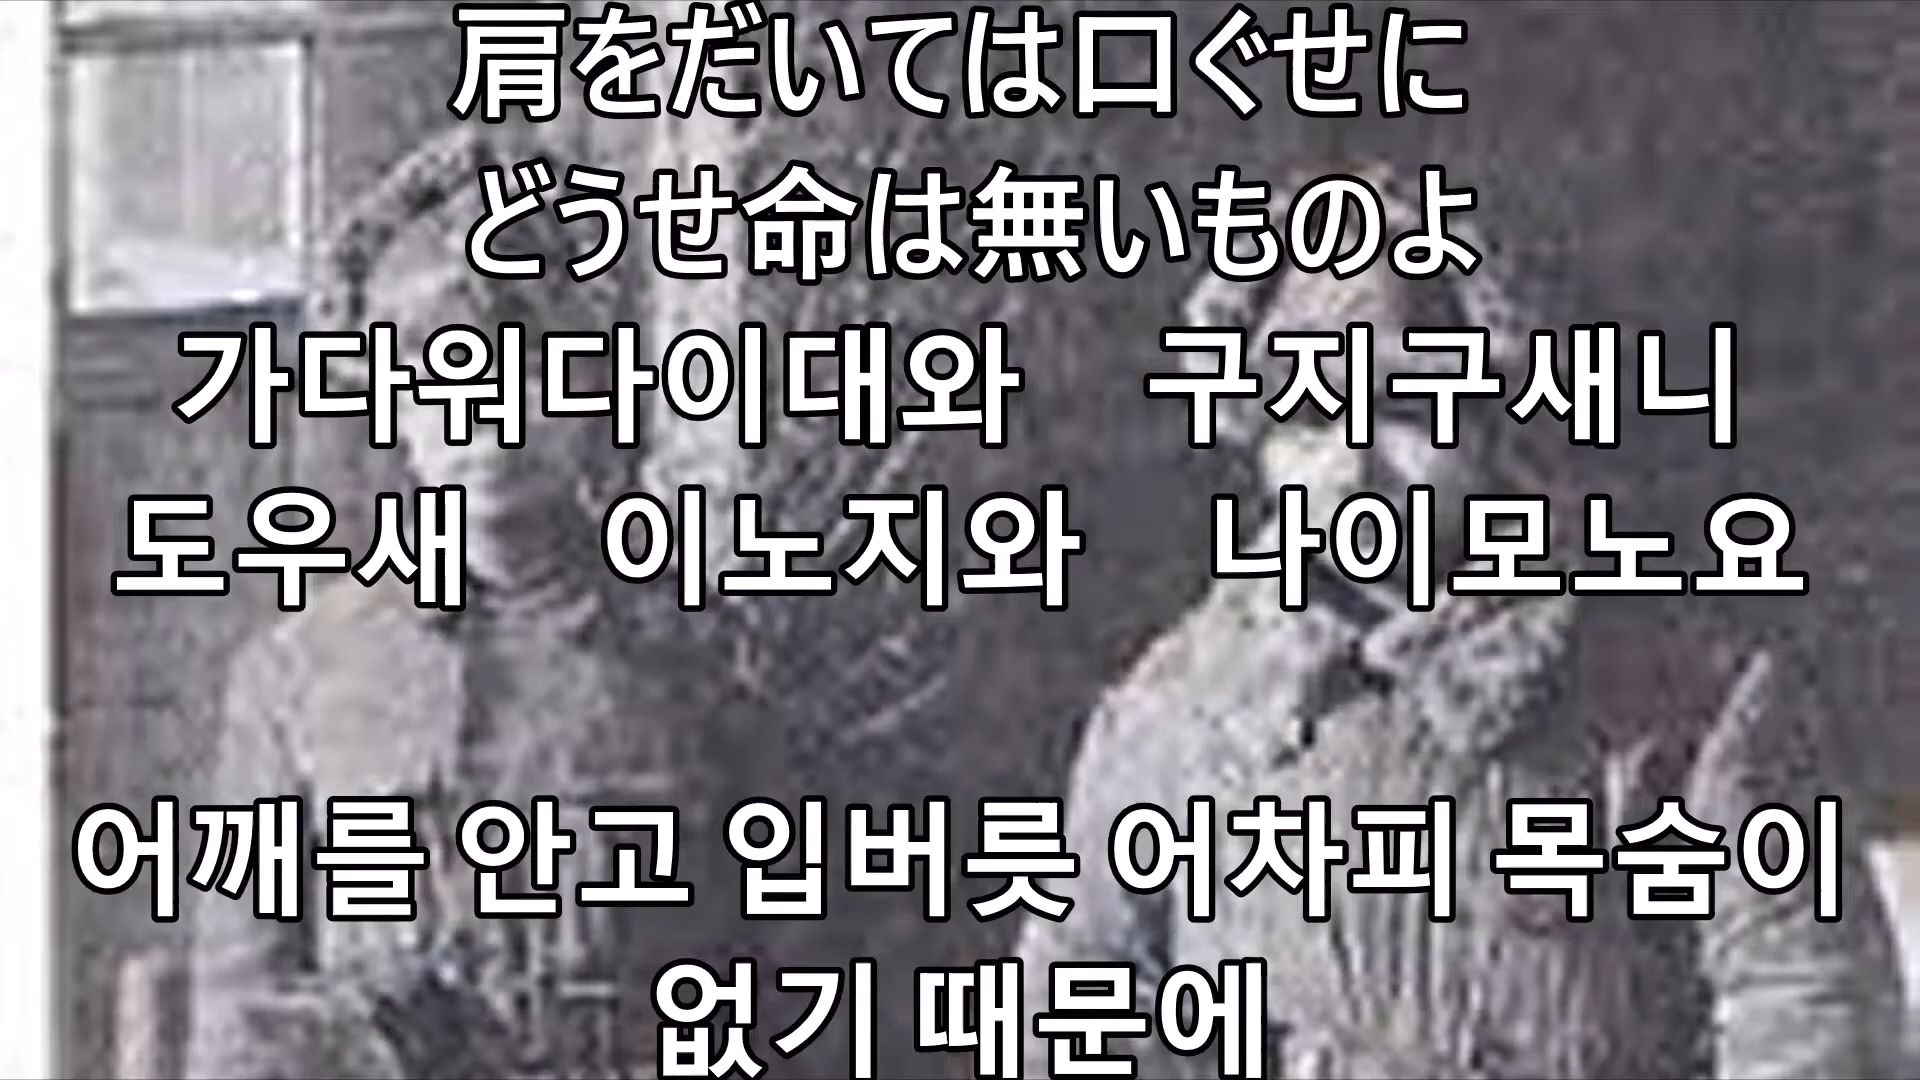 肩をだいては口ぐせに
どうせ命は無いものよ
가다워다이대와 구지구새니
도우새 이노지와 나이모노요
어깨를 안고 입버릇 어차피 목숨이
없기 때문에